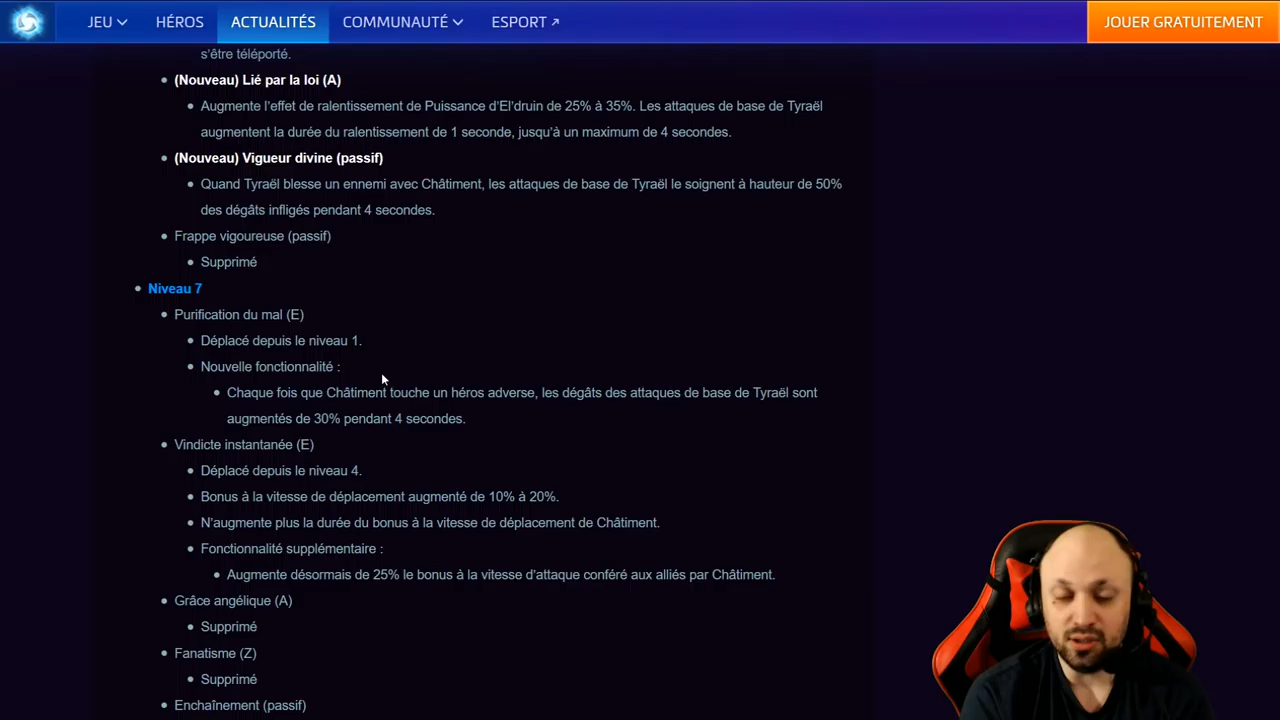 JEU HÉROS ACTUALITÉS COMMUNAUTÉ ESPORT JOUER GRATUITEMENT
s'être téléporté.
(Nouveau) Lié par la loi (A)
Augmente l'effet de ralentissement de Puissance d'El'druin de 25% à 35%. Les attaques de base de Tyraël
augmentent la durée du ralentissement de 1 seconde, jusqu'à un maximum de 4 secondes.
(Nouveau) Vigueur divine (passif)
Quand Tyraël blesse un ennemi avec Châtiment, les attaques de base de Tyraël le soignent à hauteur de 50%
des dégâts infligés pendant 4 secondes.
Frappe vigoureuse (passif)
Supprimé
Niveau 7
Purification du mal (E)
Déplacé depuis le niveau 1.
Nouvelle fonctionnalité :
Chaque fois que Châtiment touche un héros adverse, les dégâts des attaques de base de Tyraël sont
augmentés de 30% pendant 4 secondes.
Vindicte instantanée (E)
Déplacé depuis le niveau 4.
Bonus à la vitesse de déplacement augmenté de 10% à 20%.
N'augmente plus la durée du bonus à la vitesse de déplacement de Châtiment.
Fonctionnalité supplémentaire :
Augmente désormais de 25% le bonus à la vitesse d'attaque conféré aux alliés par Châtiment.
Grâce angélique (A)
Supprimé
Fanatisme (Z)
Supprimé
Enchaînement (passif)